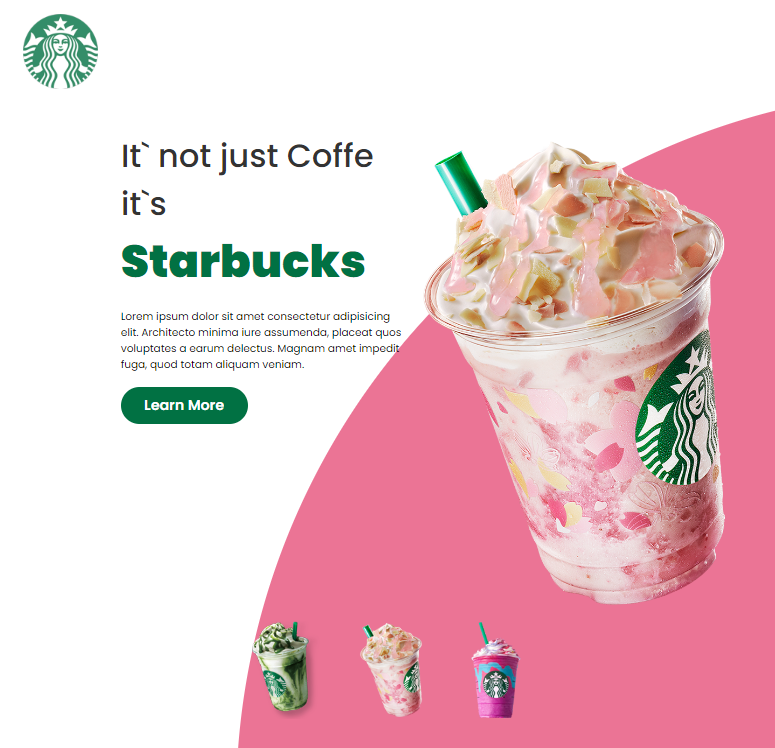 It` not just Coffe
it`s
Starbucks
Lorem ipsum dolor sit amet consectetur adipisicing
elit. Architecto minima iure assumenda, placeat quos
voluptates a earum delectus. Magnam amet impedit
fuga, quod totam aliquam veniam.
Learn More